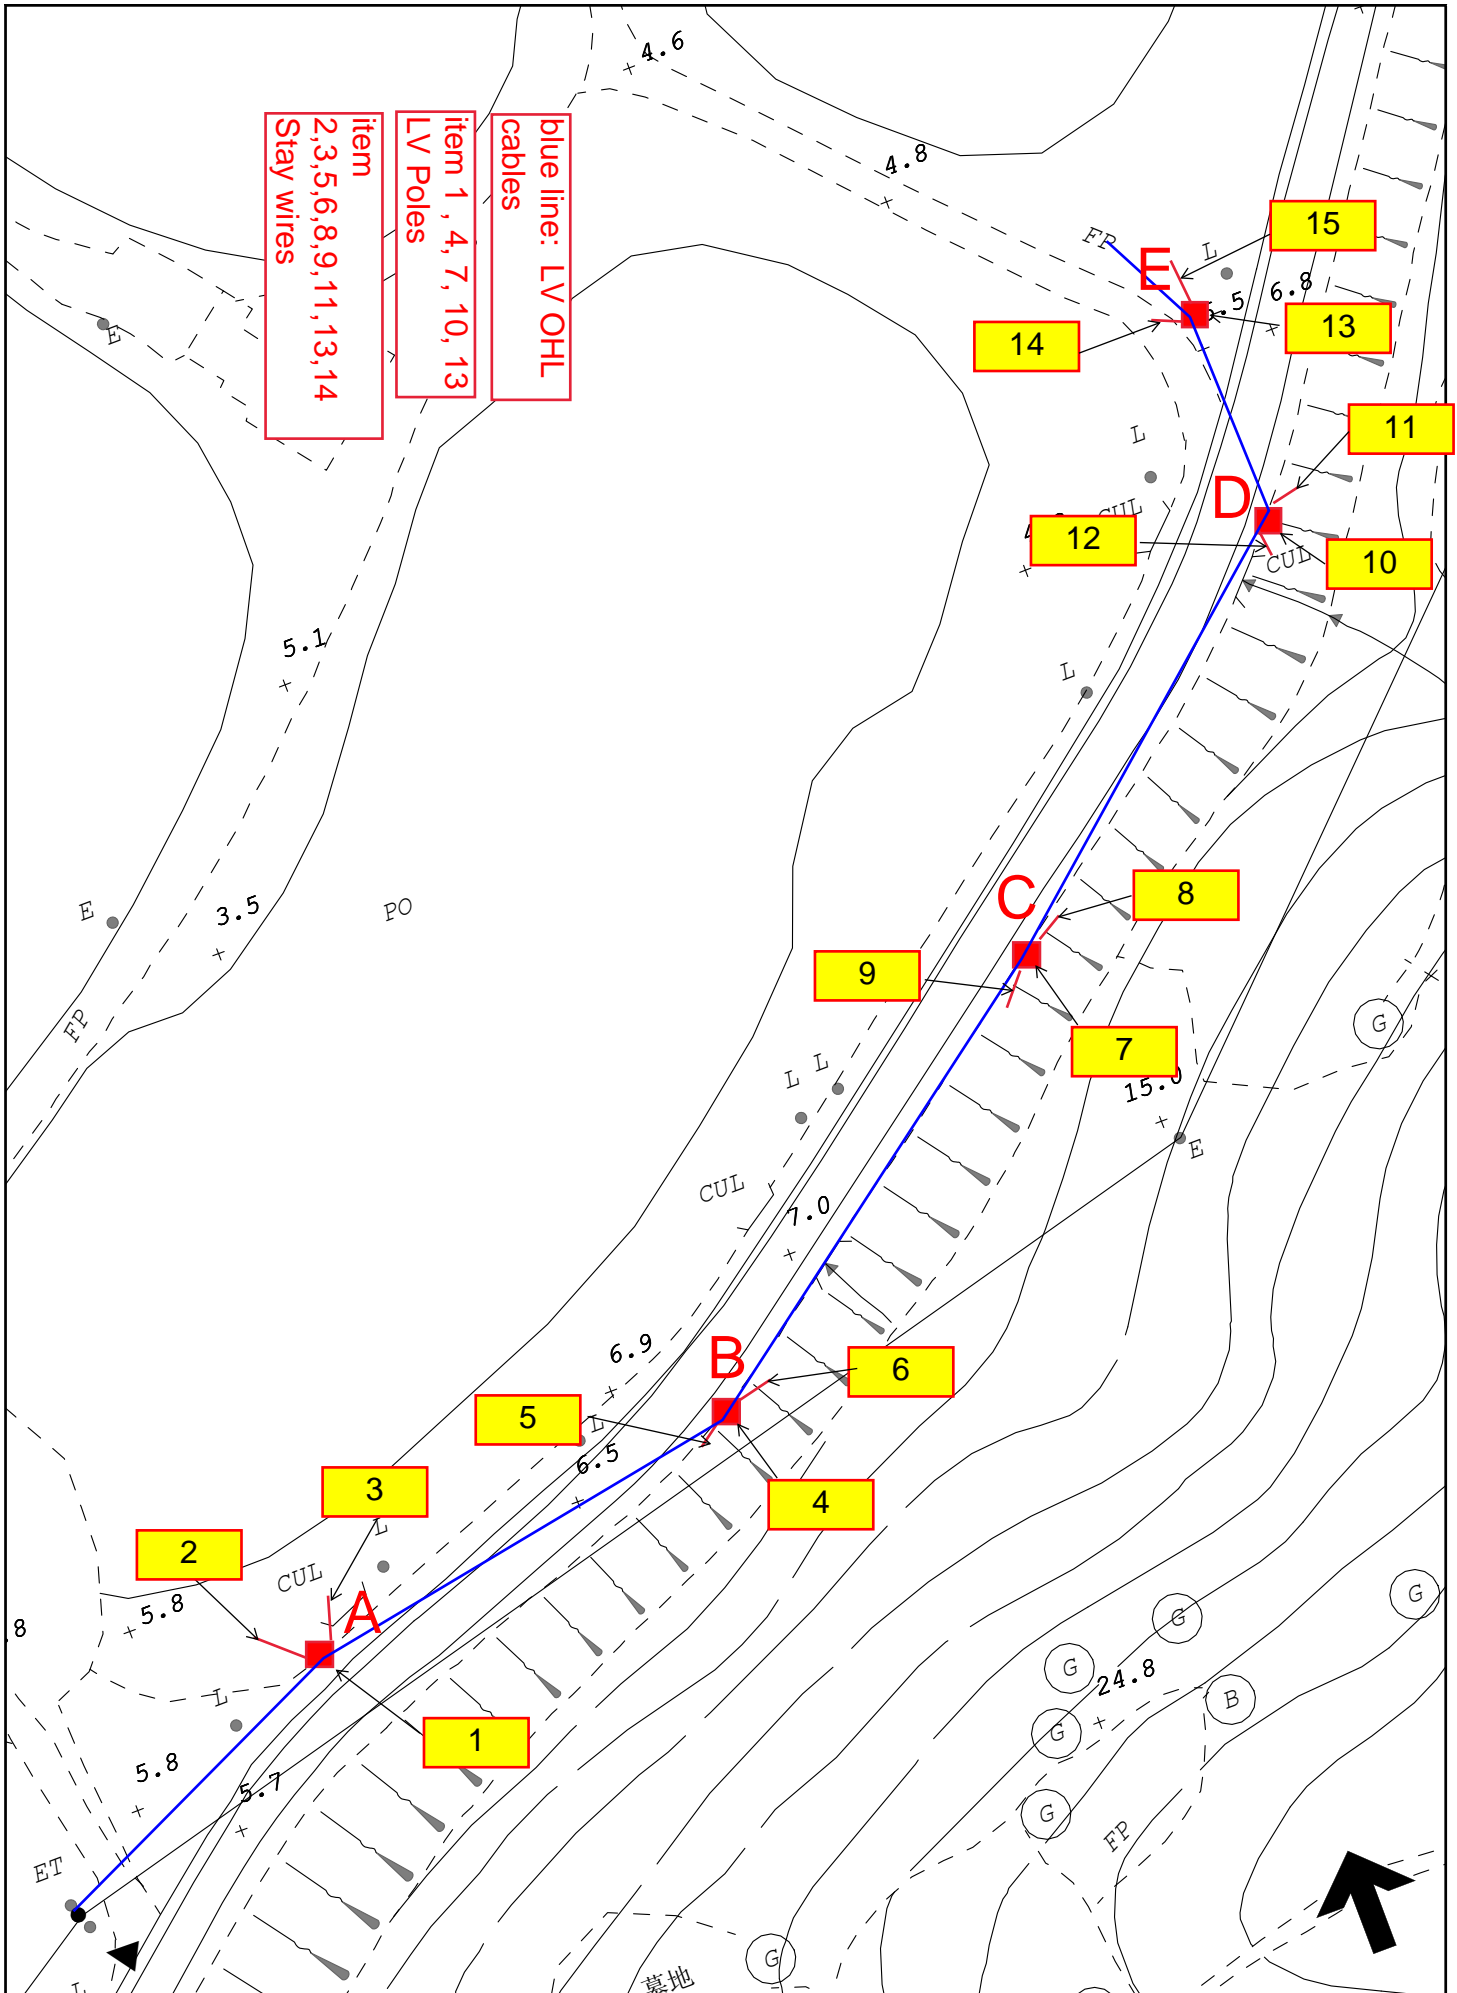 4.6
4.8
blue line: LV OHL
cables
item 1 , 4, 7, 10, 13
LV Poles
item
2,3,5,6,8,9,11,13,14
Stay wires
FP
E
L
15
6.8
5.5
13
14
E
L
11
D
CUL
12
CUL
10
5.1
L
E
3.5
PO
C
8
9
FP
G
7
L
L
15.0
E
CUL
7.0
6.9
B
6
5
L
6.5
3
4
L
2
CUL
5.8
A
.8
G
G
G
24.8
L
B
1
G
5.8
5.7
G
FP
ET
G
墓地
L